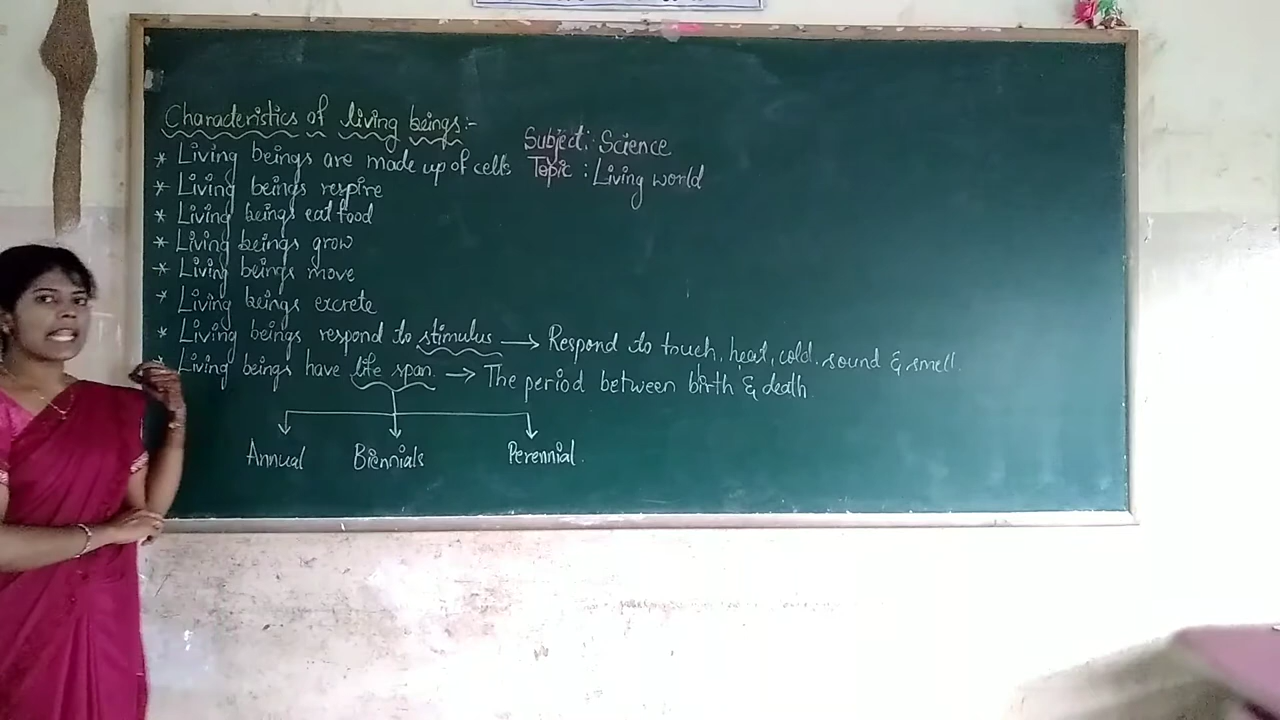 Characteristics of living beings:-
Subject: Science
Topic : Living world
* Living beings are made up of cells
* Living beings respire
* Living beings eat food
* Living beings grow
* Living beings move
* Living beings excrete
* Living beings respond to stimulus → Respond to touch, heat, cold, sound & smell.
* Living beings have life span. → The period between birth & death.
Annual Biennials Perennial.